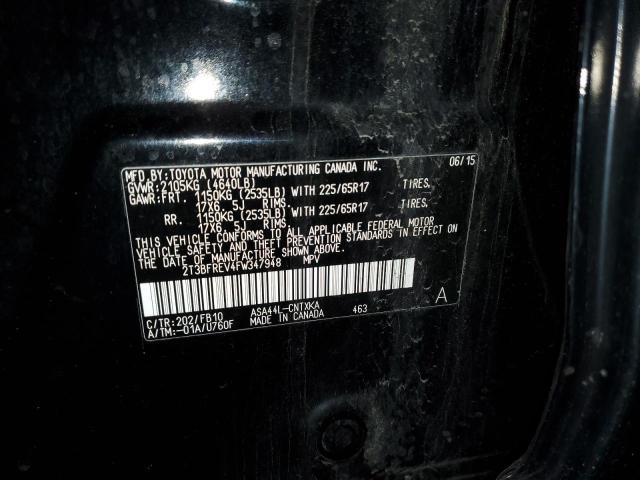 MFD.BY:TOYOTA MOTOR MANUFACTURING CANADA INC. 06/15
GVWR:2105KG (4640LB)
GAWR:FRT. 1150KG (2535LB) WITH 225/65R17 TIRES,
17X6.5J RIMS.
RR. 1150KG (2535LB) WITH 225/65R17 TIRES,
17X6.5J RIMS.
THIS VEHICLE CONFORMS TO ALL APPLICABLE FEDERAL MOTOR
VEHICLE SAFETY AND THEFT PREVENTION STANDARDS IN EFFECT ON
THE DATE OF MANUFACTURE SHOWN ABOVE.
2T3BFREV4FW347948 MPV
A
C/TR:202/FB10 ASA44L-CNTXKA 463
A/TM:-01A/U760F MADE IN CANADA